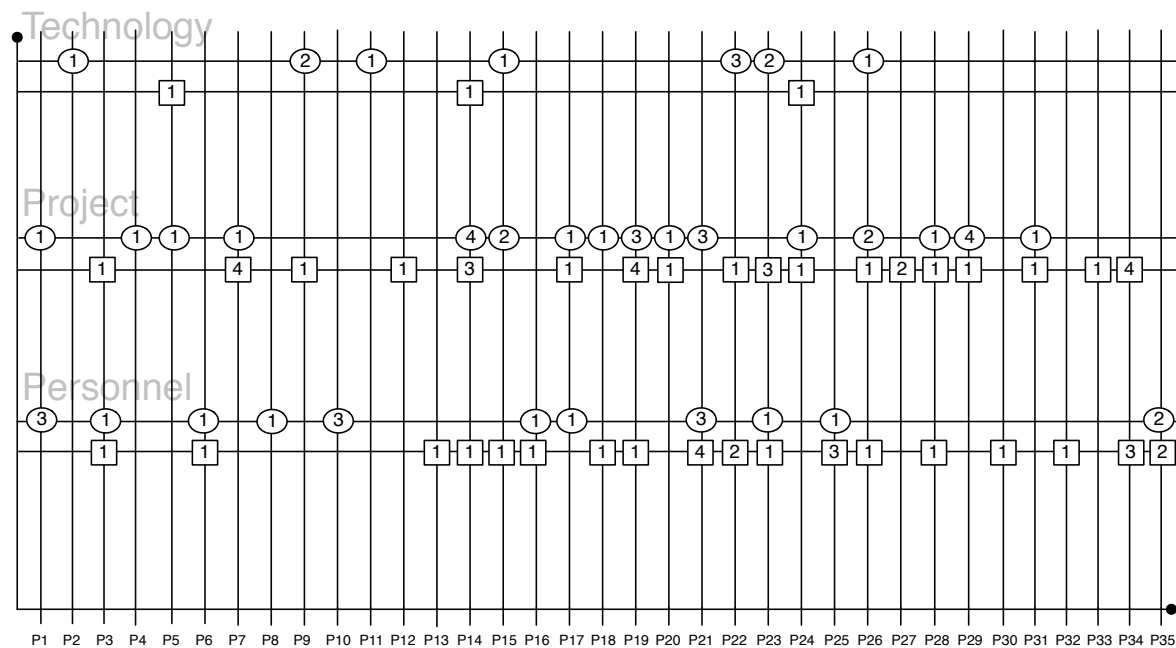 Technology
1 2 1 1 3 2 1
1 1 1
Project
1 1 1 1 4 2 1 1 3 1 3 1 2 1 4 1
1 4 1 1 3 1 4 1 1 3 1 1 2 1 1 1 1 4
Personnel
3 1 1 1 3 1 1 3 1 1 2
1 1 1 1 1 1 1 1 4 2 1 3 1 1 1 1 3 2
P1 P2 P3 P4 P5 P6 P7 P8 P9 P10 P11 P12 P13 P14 P15 P16 P17 P18 P19 P20 P21 P22 P23 P24 P25 P26 P27 P28 P29 P30 P31 P32 P33 P34 P35